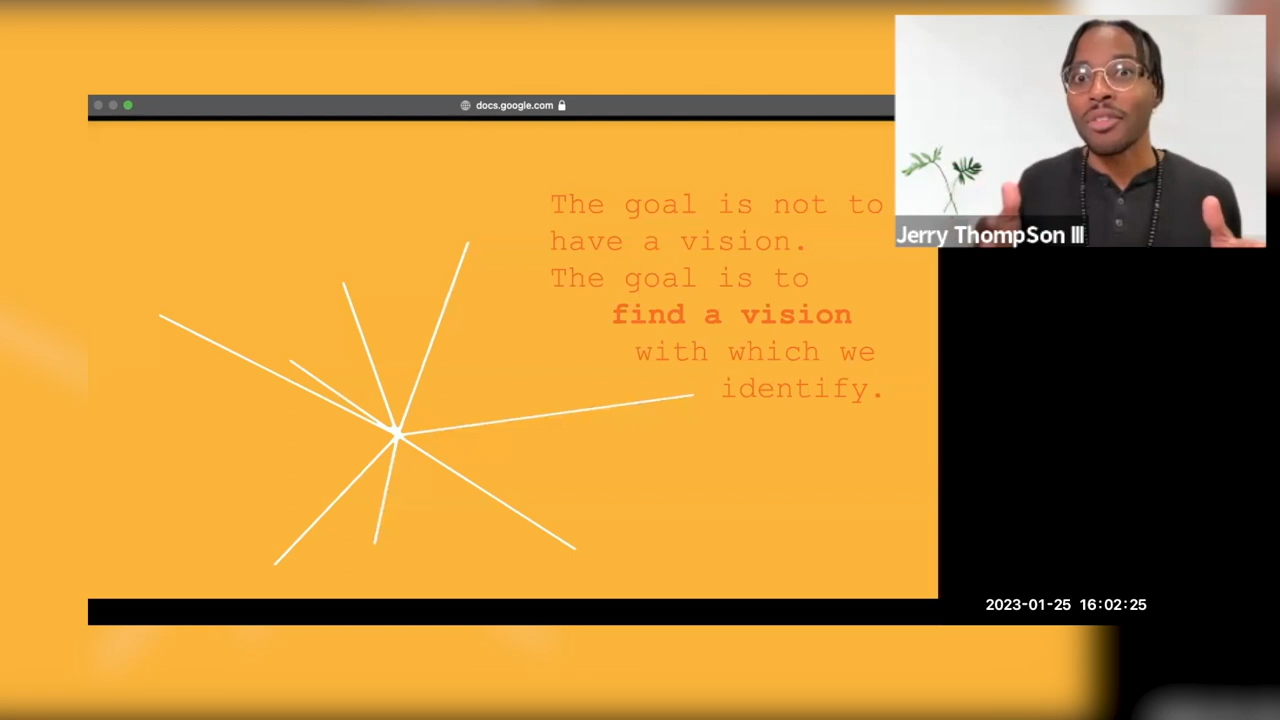 docs.google.com
The goal is not to
have a vision.
The goal is to
find a vision
with which we
identify.
Jerry ThompSon III
2023-01-25 16:02:25